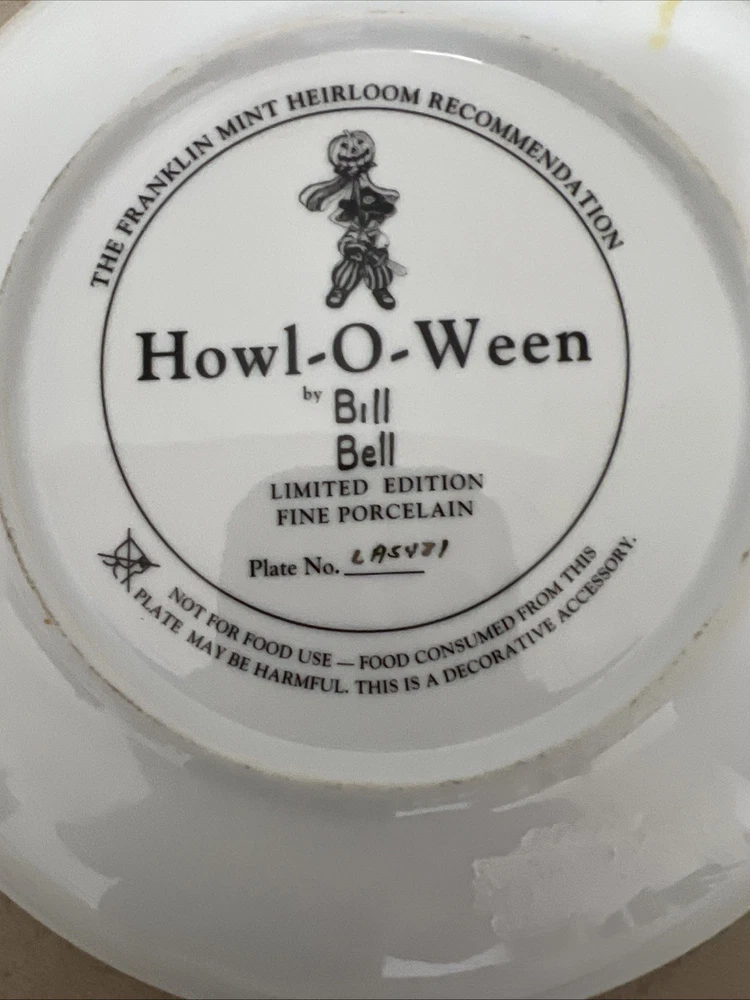 THE FRANKLIN MINT HEIRLOOM RECOMMENDATION
Howl-O-Ween
by Bill
Bell
LIMITED EDITION
FINE PORCELAIN
Plate No. LA5481
NOT FOR FOOD USE — FOOD CONSUMED FROM THIS
PLATE MAY BE HARMFUL. THIS IS A DECORATIVE ACCESSORY.